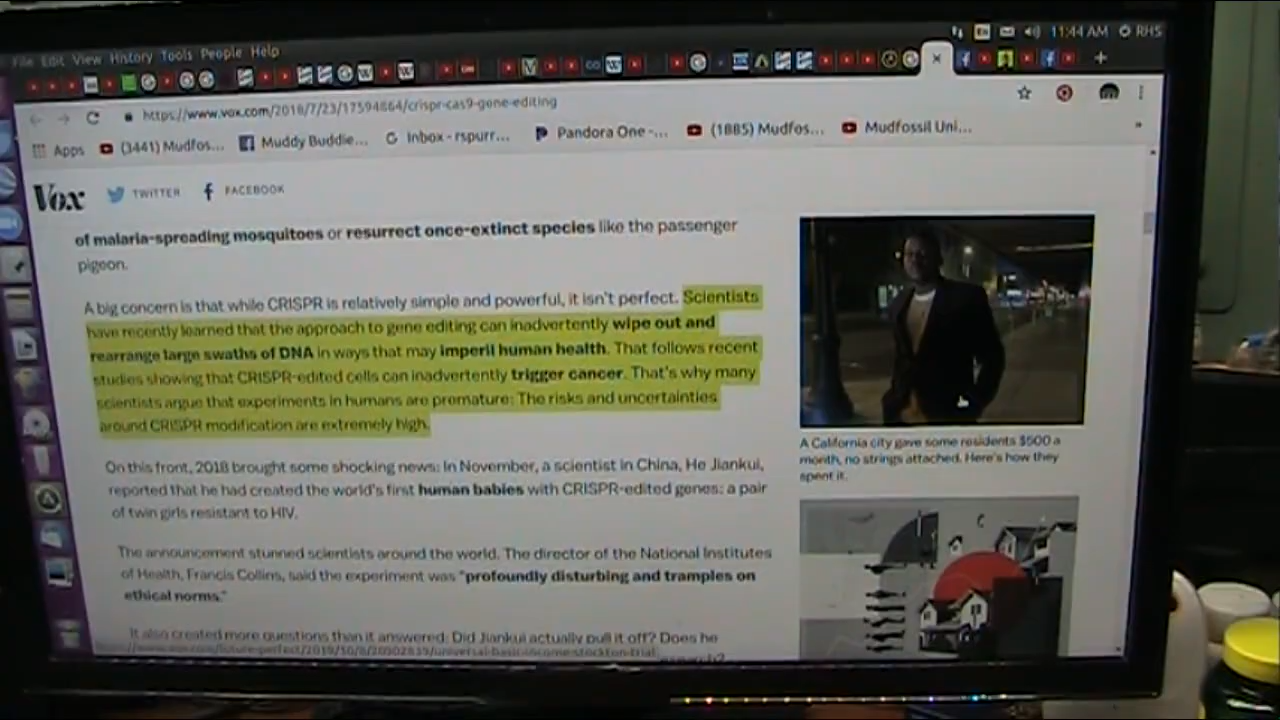 11:44 AM RHS
File Edit View History Tools People Help
https://www.vox.com/2018/7/23/17594864/crispr-cas9-gene-editing
Apps (3441) Mudfos... Muddy Buddie... Inbox - rspurr... Pandora One -... (1885) Mudfos... Mudfossil Uni...
Vox TWITTER FACEBOOK
of malaria-spreading mosquitoes or resurrect once-extinct species like the passenger
pigeon.
A big concern is that while CRISPR is relatively simple and powerful, it isn't perfect. Scientists
have recently learned that the approach to gene editing can inadvertently wipe out and
rearrange large swaths of DNA in ways that may imperil human health. That follows recent
studies showing that CRISPR-edited cells can inadvertently trigger cancer. That's why many
scientists argue that experiments in humans are premature: The risks and uncertainties
around CRISPR modification are extremely high.
On this front, 2018 brought some shocking news: In November, a scientist in China, He Jiankui,
reported that he had created the world's first human babies with CRISPR-edited genes: a pair
of twin girls resistant to HIV.
The announcement stunned scientists around the world. The director of the National Institutes
of Health, Francis Collins, said the experiment was "profoundly disturbing and tramples on
ethical norms."
It also created more questions than it answered: Did Jiankui actually pull it off? Does he
A California city gave some residents $500 a
month, no strings attached. Here's how they
spent it.